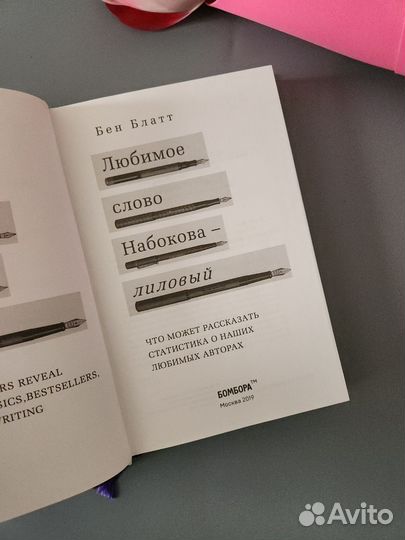 Бен Блатт
Любимое
слово
Набокова –
лиловый
ЧТО МОЖЕТ РАССКАЗАТЬ
СТАТИСТИКА О НАШИХ
ЛЮБИМЫХ АВТОРАХ
БОМБОРА™
Москва 2019
RS REVEAL
SICS, BESTSELLERS,
RITING
Avito